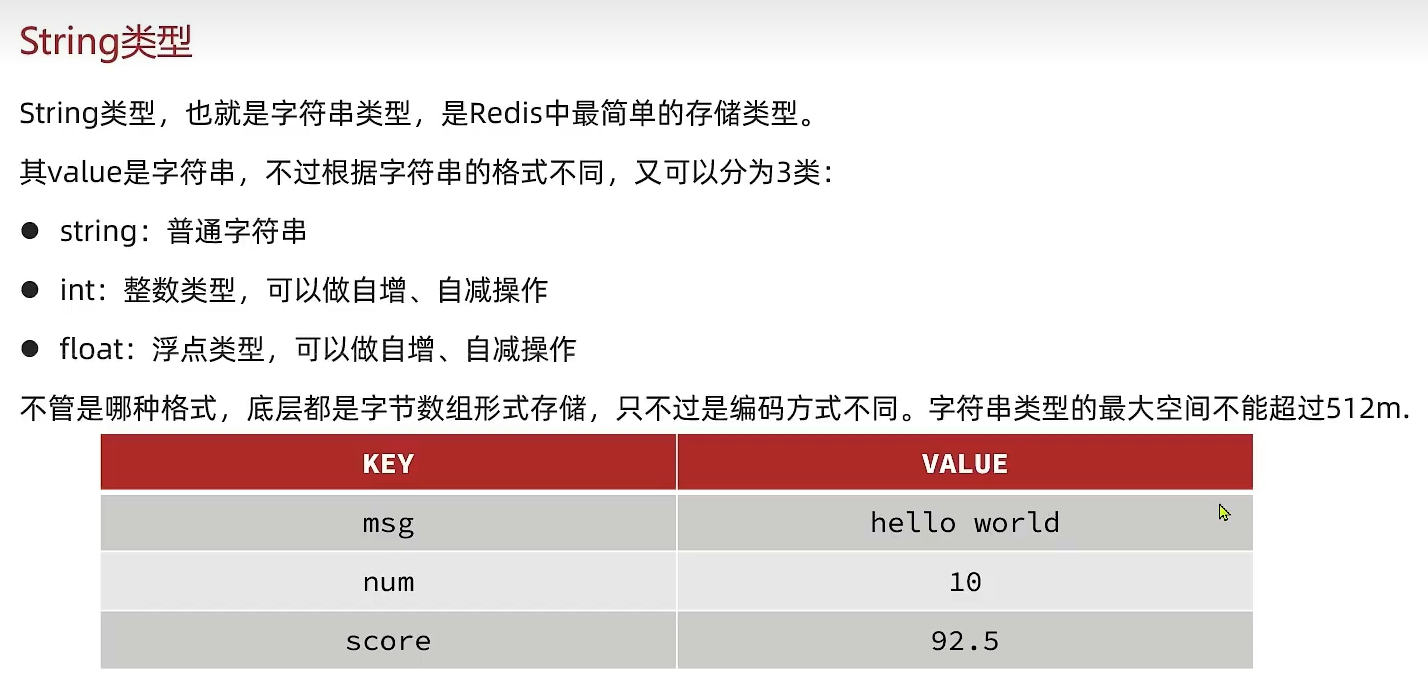 String类型
String类型，也就是字符串类型，是Redis中最简单的存储类型。
其value是字符串，不过根据字符串的格式不同，又可以分为3类：
● string：普通字符串
● int：整数类型，可以做自增、自减操作
● float：浮点类型，可以做自增、自减操作
不管是哪种格式，底层都是字节数组形式存储，只不过是编码方式不同。字符串类型的最大空间不能超过512m.
KEY VALUE
msg hello world
num 10
score 92.5